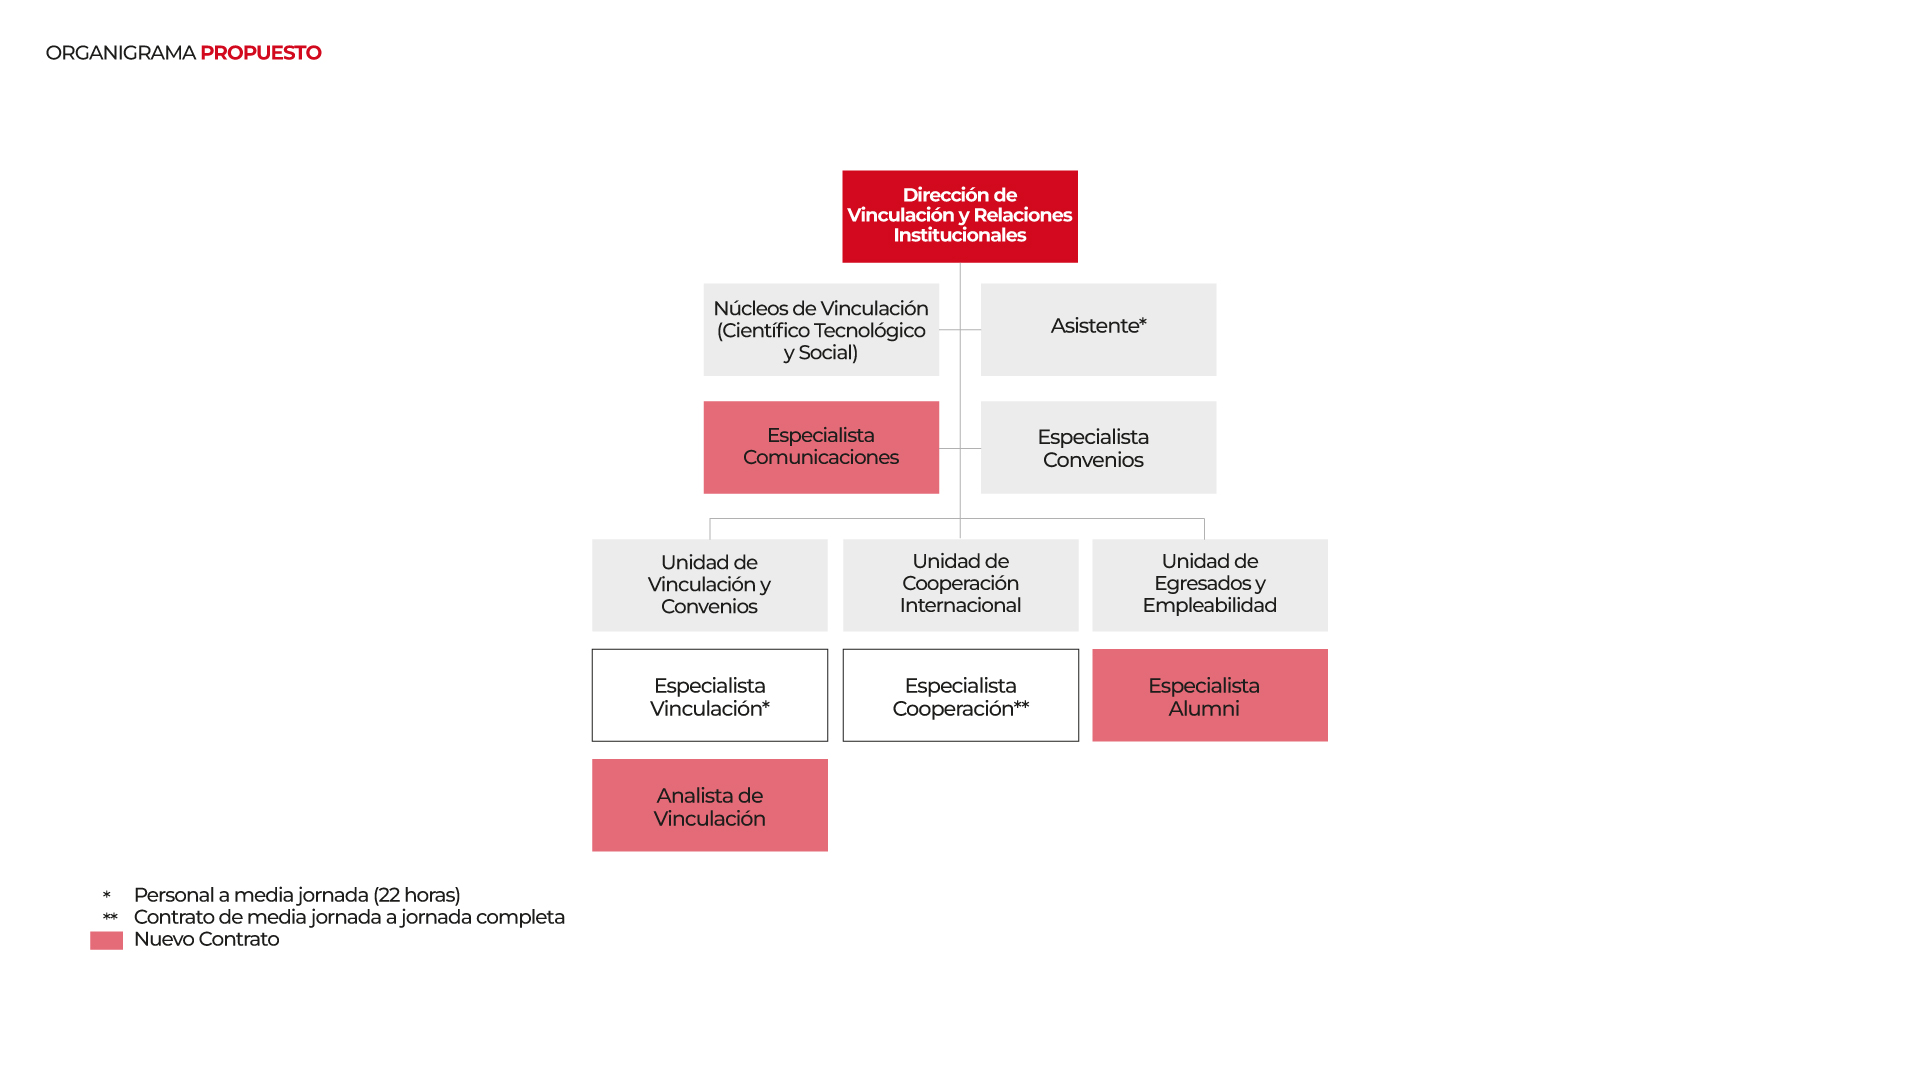 ORGANIGRAMA PROPUESTO
Dirección de
Vinculación y Relaciones
Institucionales
Núcleos de Vinculación
(Científico Tecnológico
y Social)
Asistente*
Especialista
Comunicaciones
Especialista
Convenios
Unidad de
Vinculación y
Convenios
Unidad de
Cooperación
Internacional
Unidad de
Egresados y
Empleabilidad
Especialista
Vinculación*
Especialista
Cooperación**
Especialista
Alumni
Analista de
Vinculación
* Personal a media jornada (22 horas)
** Contrato de media jornada a jornada completa
Nuevo Contrato